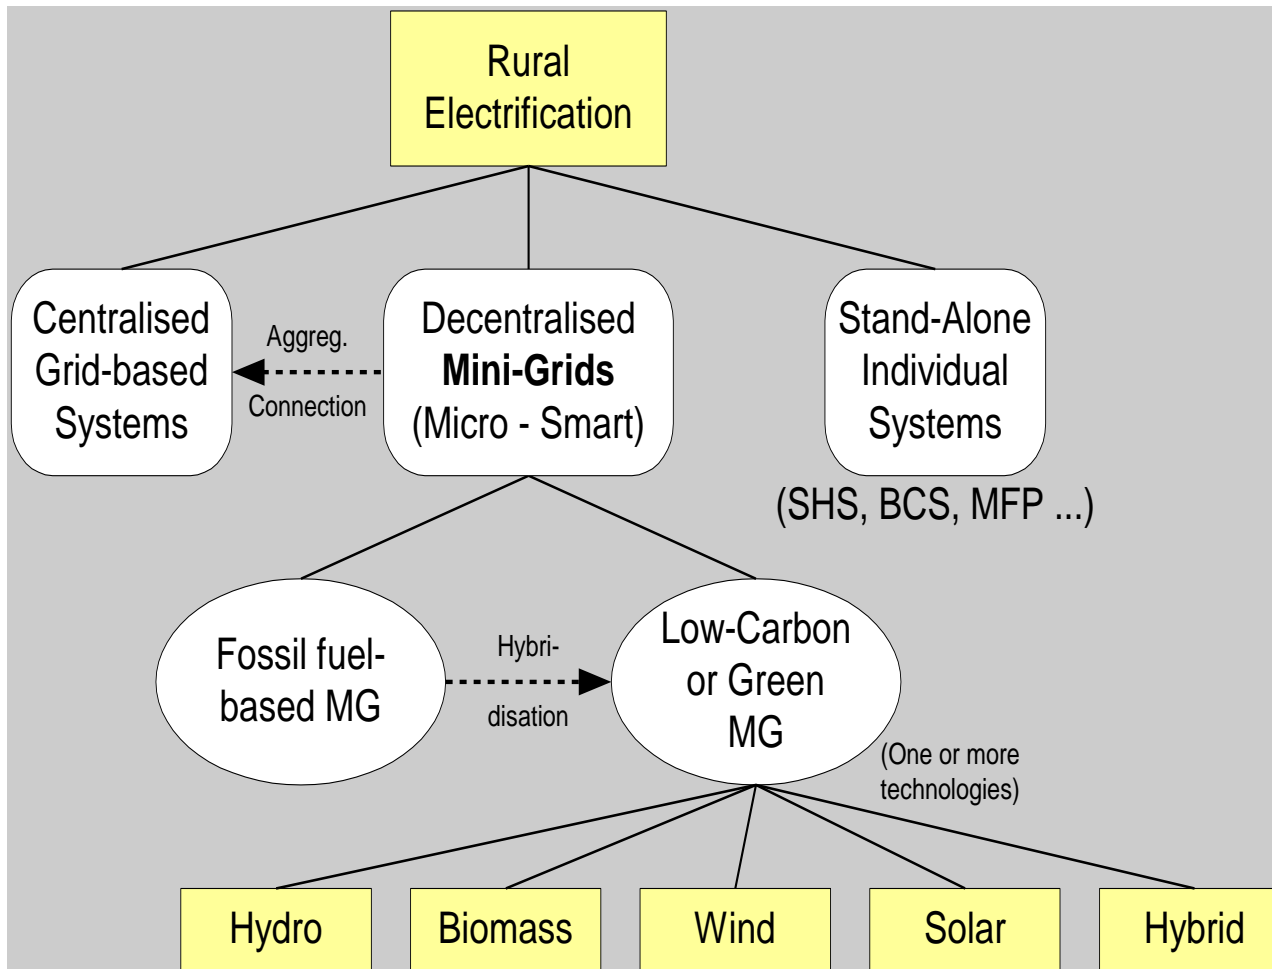 Rural
Electrification
Centralised
Grid-based
Systems
Aggreg.
Connection
Decentralised
Mini-Grids
(Micro - Smart)
Stand-Alone
Individual
Systems
(SHS, BCS, MFP ...)
Fossil fuel-
based MG
Hybri-
disation
Low-Carbon
or Green
MG
(One or more
technologies)
Hydro
Biomass
Wind
Solar
Hybrid